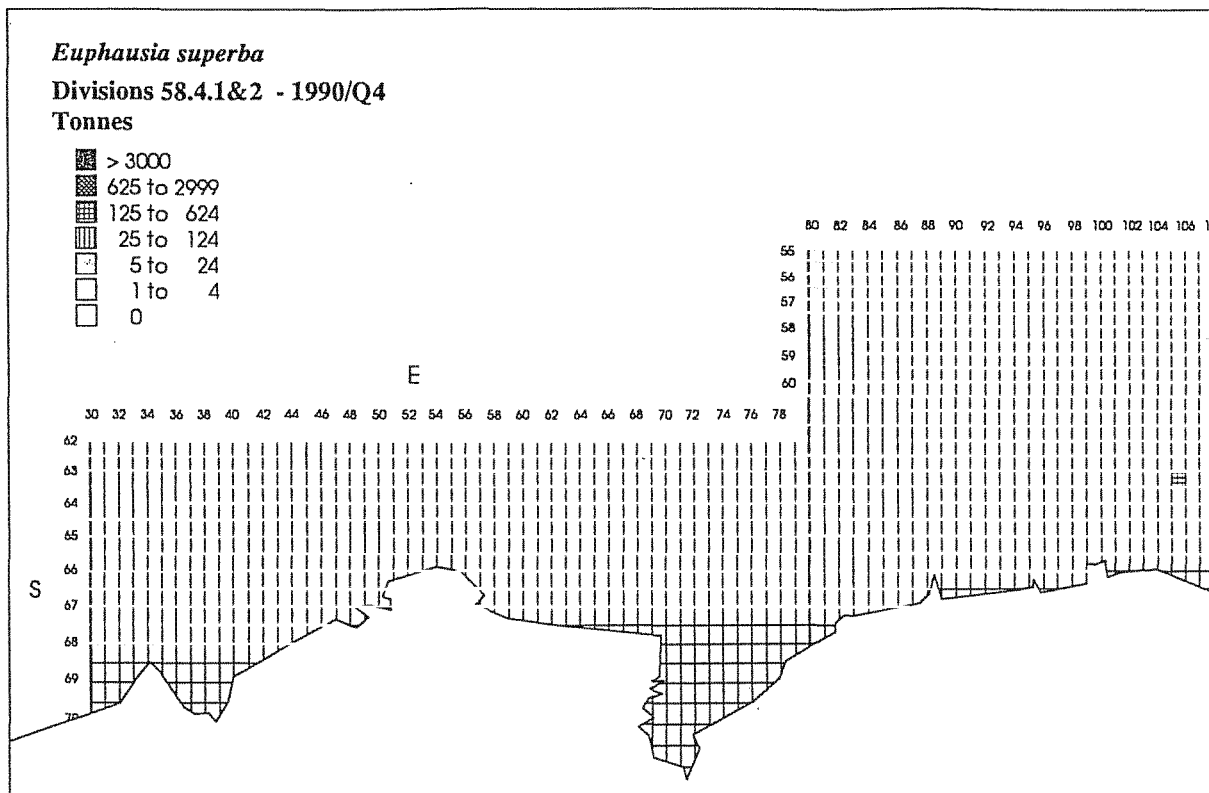 Euphausia superba
Divisions 58.4.1&2 - 1990/Q4
Tonnes
> 3000
625 to 2999
125 to 624
25 to 124
5 to 24
1 to 4
0
80 82 84 86 88 90 92 94 96 98 100 102 104 106 1
55
56
57
58
59
60
E
30 32 34 36 38 40 42 44 46 48 50 52 54 56 58 60 62 64 66 68 70 72 74 76 78
62
63
64
65
S
66
67
68
69
70